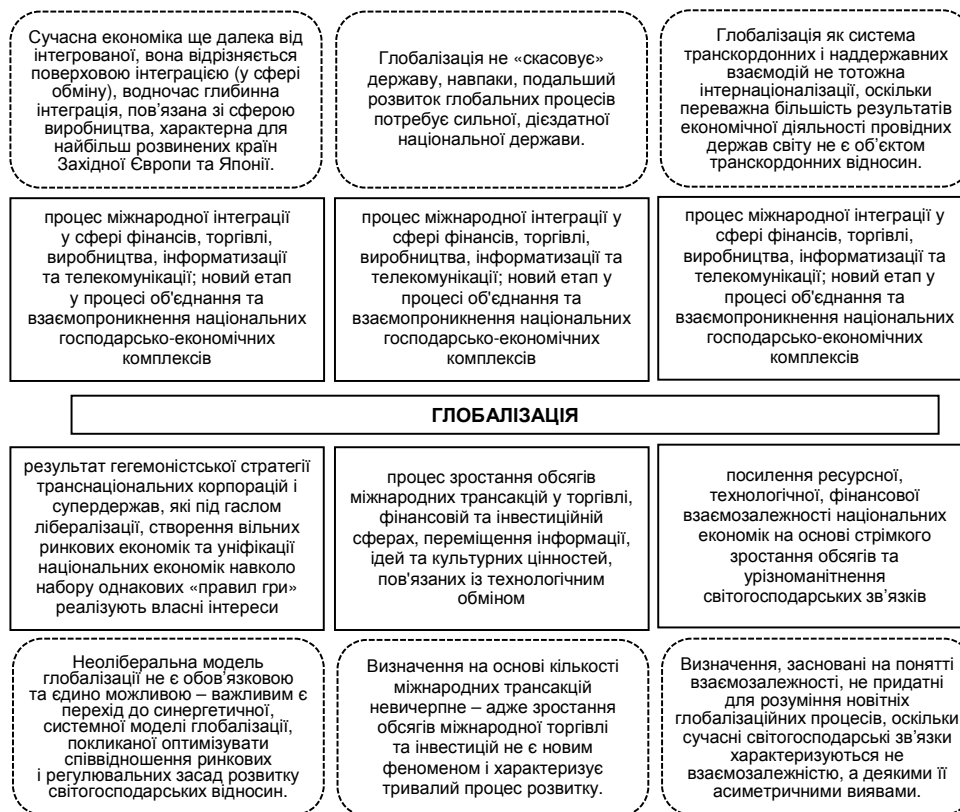 Сучасна економіка ще далека від
інтегрованої, вона відрізняється
поверховою інтеграцією (у сфері
обміну), водночас глибинна
інтеграція, пов’язана зі сферою
виробництва, характерна для
найбільш розвинених країн
Західної Європи та Японії.
Глобалізація не «скасовує»
державу, навпаки, подальший
розвиток глобальних процесів
потребує сильної, дієздатної
національної держави.
Глобалізація як система
транскордонних і наддержавних
взаємодій не тотожна
інтернаціоналізації, оскільки
переважна більшість результатів
економічної діяльності провідних
держав світу не є об’єктом
транскордонних відносин.
процес міжнародної інтеграції
у сфері фінансів, торгівлі,
виробництва, інформатизації
та телекомунікації; новий етап
у процесі об'єднання та
взаємопроникнення національних
господарсько-економічних
комплексів
процес міжнародної інтеграції у
сфері фінансів, торгівлі,
виробництва, інформатизації
та телекомунікації; новий етап у
процесі об'єднання та
взаємопроникнення національних
господарсько-економічних
комплексів
процес міжнародної інтеграції у
сфері фінансів, торгівлі,
виробництва, інформатизації
та телекомунікації; новий етап у
процесі об'єднання та
взаємопроникнення національних
господарсько-економічних
комплексів
ГЛОБАЛІЗАЦІЯ
результат гегемоністської стратегії
транснаціональних корпорацій і
супердержав, які під гаслом
лібералізації, створення вільних
ринкових економік та уніфікації
національних економік навколо
набору однакових «правил гри»
реалізують власні інтереси
процес зростання обсягів
міжнародних трансакцій у торгівлі,
фінансовій та інвестиційній
сферах, переміщення інформації,
ідей та культурних цінностей,
пов'язаних із технологічним
обміном
посилення ресурсної,
технологічної, фінансової
взаємозалежності національних
економік на основі стрімкого
зростання обсягів та
урізноманітнення
світогосподарських зв’язків
Неоліберальна модель
глобалізації не є обов’язковою
та єдино можливою – важливим є
перехід до синергетичної,
системної моделі глобалізації,
покликаної оптимізувати
співвідношення ринкових
і регулювальних засад розвитку
світогосподарських відносин.
Визначення на основі кількості
міжнародних трансакцій
невичерпне – адже зростання
обсягів міжнародної торгівлі
та інвестицій не є новим
феноменом і характеризує
тривалий процес розвитку.
Визначення, засновані на понятті
взаємозалежності, не придатні
для розуміння новітніх
глобалізаційних процесів, оскільки
сучасні світогосподарські зв’язки
характеризуються не
взаємозалежністю, а деякими її
асиметричними виявами.